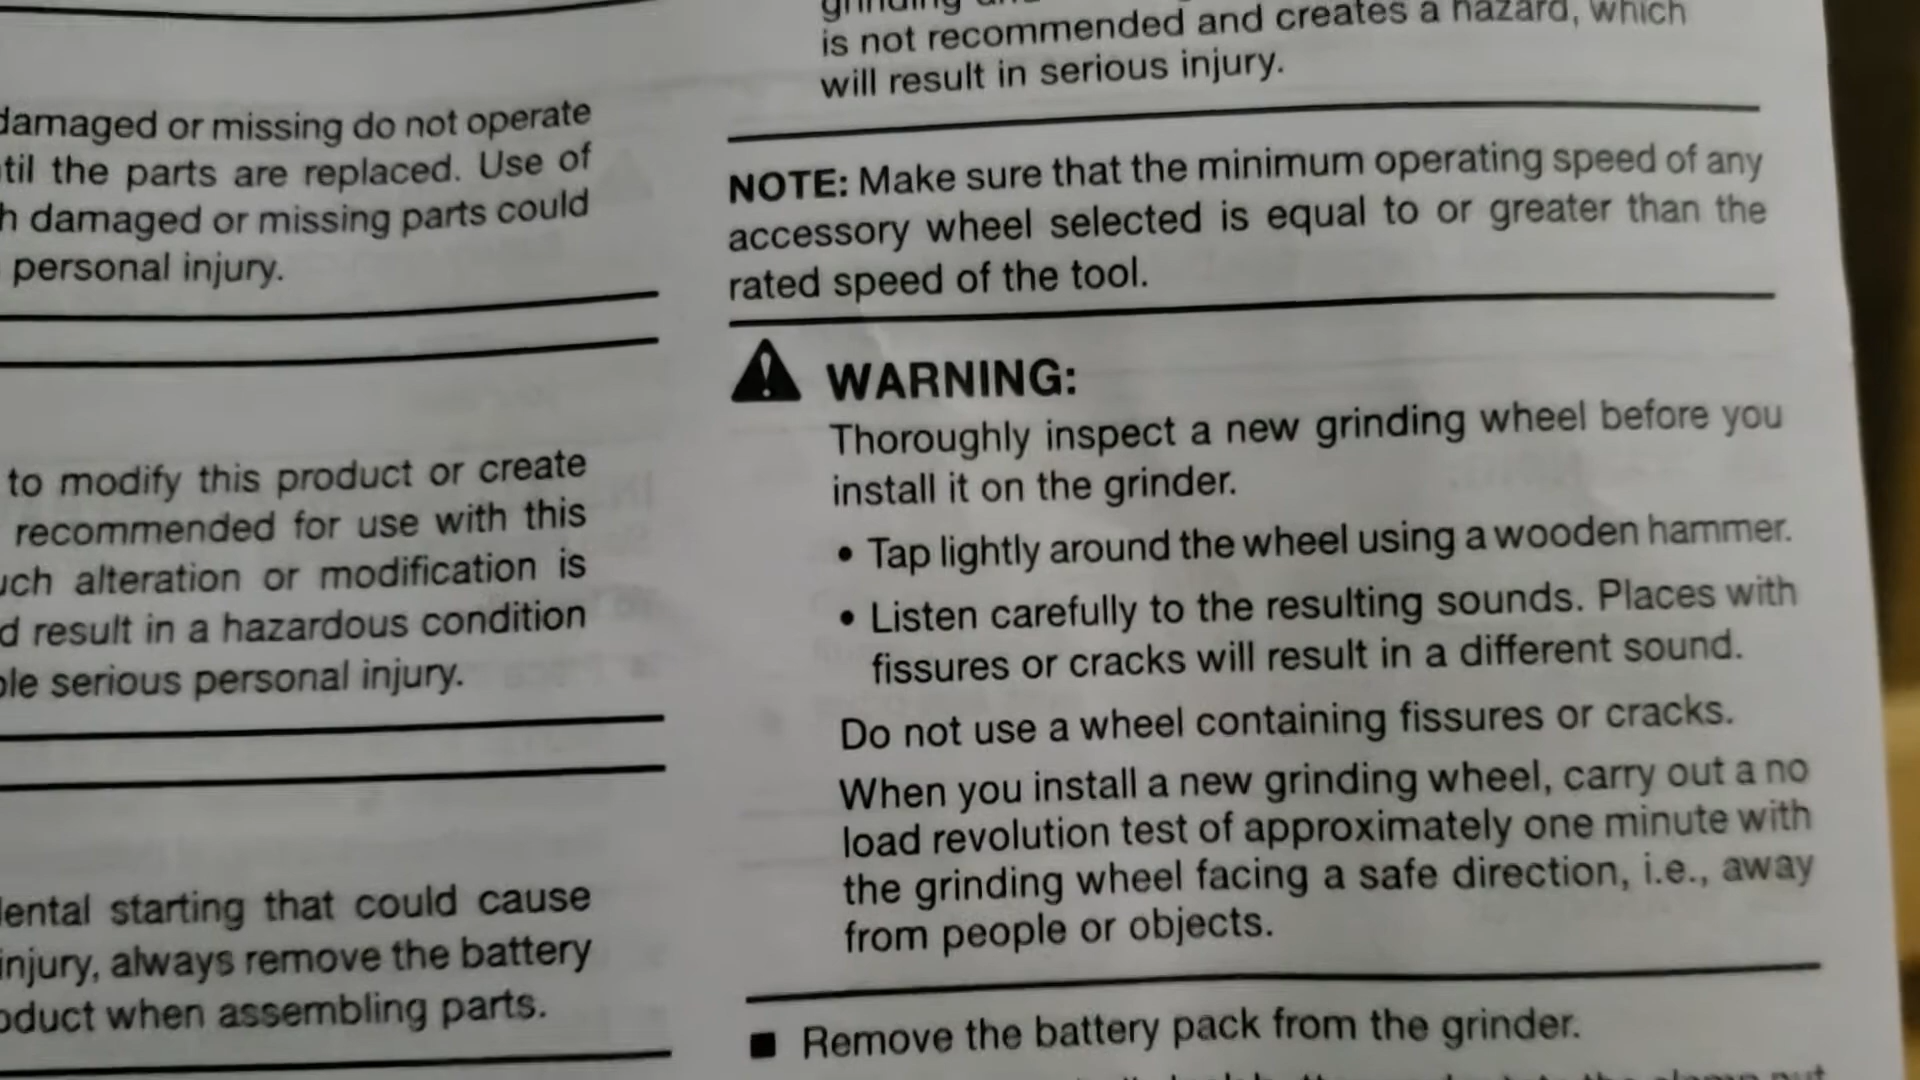 damaged or missing do not operate
til the parts are replaced. Use of
h damaged or missing parts could
personal injury.
to modify this product or create
recommended for use with this
uch alteration or modification is
d result in a hazardous condition
ble serious personal injury.
dental starting that could cause
injury, always remove the battery
oduct when assembling parts.
grinding
is not recommended and creates a hazard, which
will result in serious injury.
NOTE: Make sure that the minimum operating speed of any
accessory wheel selected is equal to or greater than the
rated speed of the tool.
WARNING:
Thoroughly inspect a new grinding wheel before you
install it on the grinder.
• Tap lightly around the wheel using a wooden hammer.
• Listen carefully to the resulting sounds. Places with
fissures or cracks will result in a different sound.
Do not use a wheel containing fissures or cracks.
When you install a new grinding wheel, carry out a no
load revolution test of approximately one minute with
the grinding wheel facing a safe direction, i.e., away
from people or objects.
■ Remove the battery pack from the grinder.